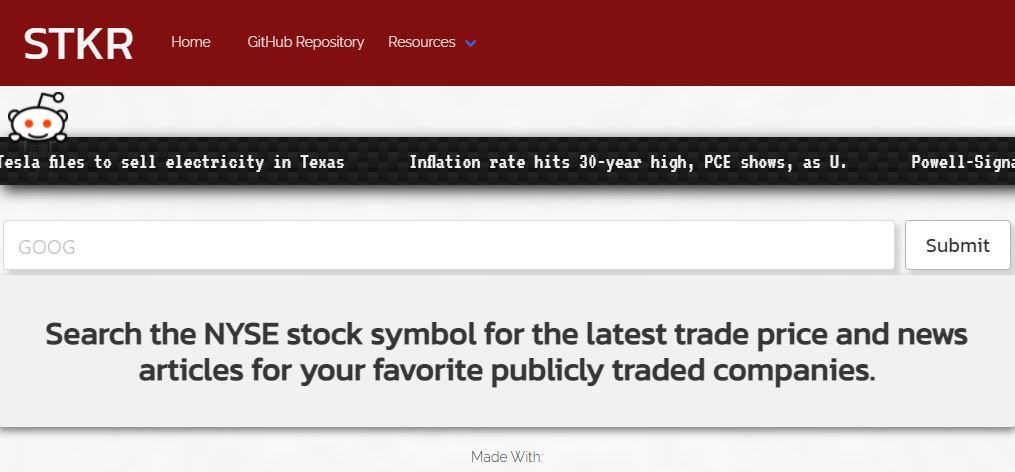 STKR
Home GitHub Repository Resources
Tesla files to sell electricity in Texas Inflation rate hits 30-year high, PCE shows, as U. Powell-Signa
GOOG
Submit
Search the NYSE stock symbol for the latest trade price and news
articles for your favorite publicly traded companies.
Made With: